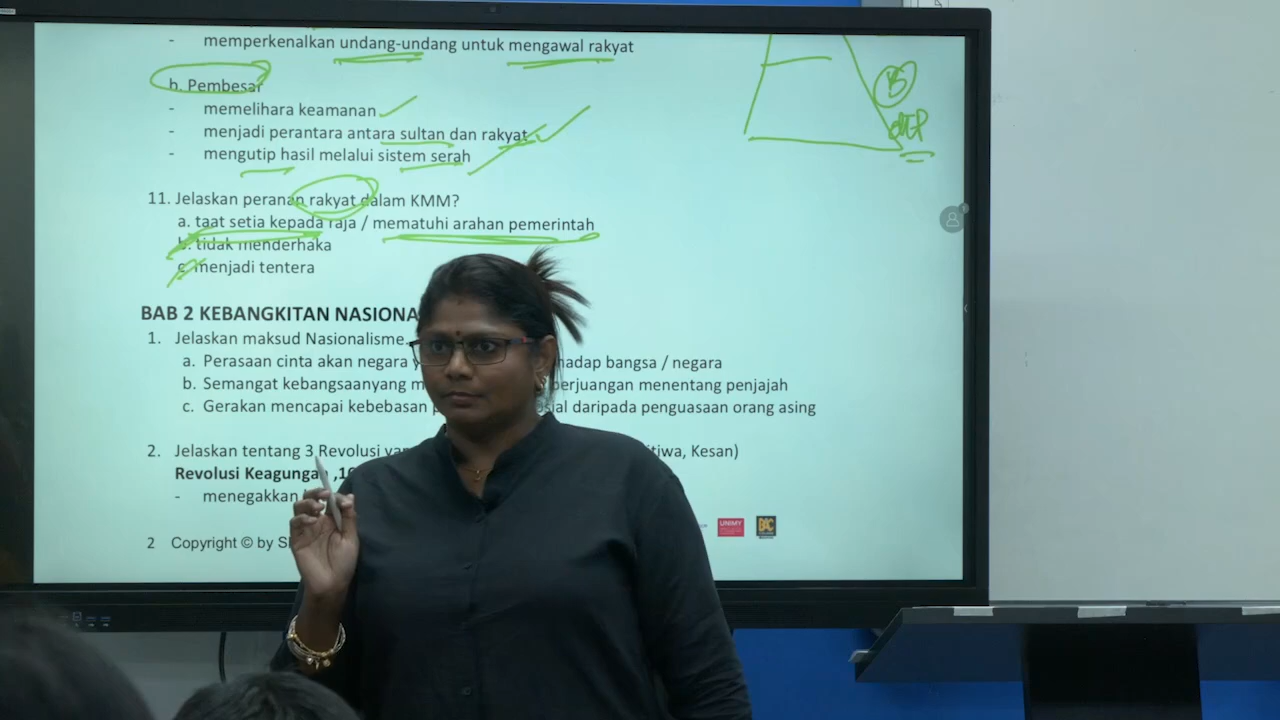 - memperkenalkan undang-undang untuk mengawal rakyat
b. Pembesar
- memelihara keamanan
- menjadi perantara antara sultan dan rakyat
- mengutip hasil melalui sistem serah
11. Jelaskan peranan rakyat dalam KMM?
a. taat setia kepada raja / mematuhi arahan pemerintah
b. tidak menderhaka
c. menjadi tentera
BAB 2 KEBANGKITAN NASIONA
1. Jelaskan maksud Nasionalisme.
a. Perasaan cinta akan negara hadap bangsa / negara
b. Semangat kebangsaanyang m perjuangan menentang penjajah
c. Gerakan mencapai kebebasan sial daripada penguasaan orang asing
2. Jelaskan tentang 3 Revolusi tiwa, Kesan)
Revolusi Keagungan
- menegakkan
2 Copyright © by
UNIMY
BAC